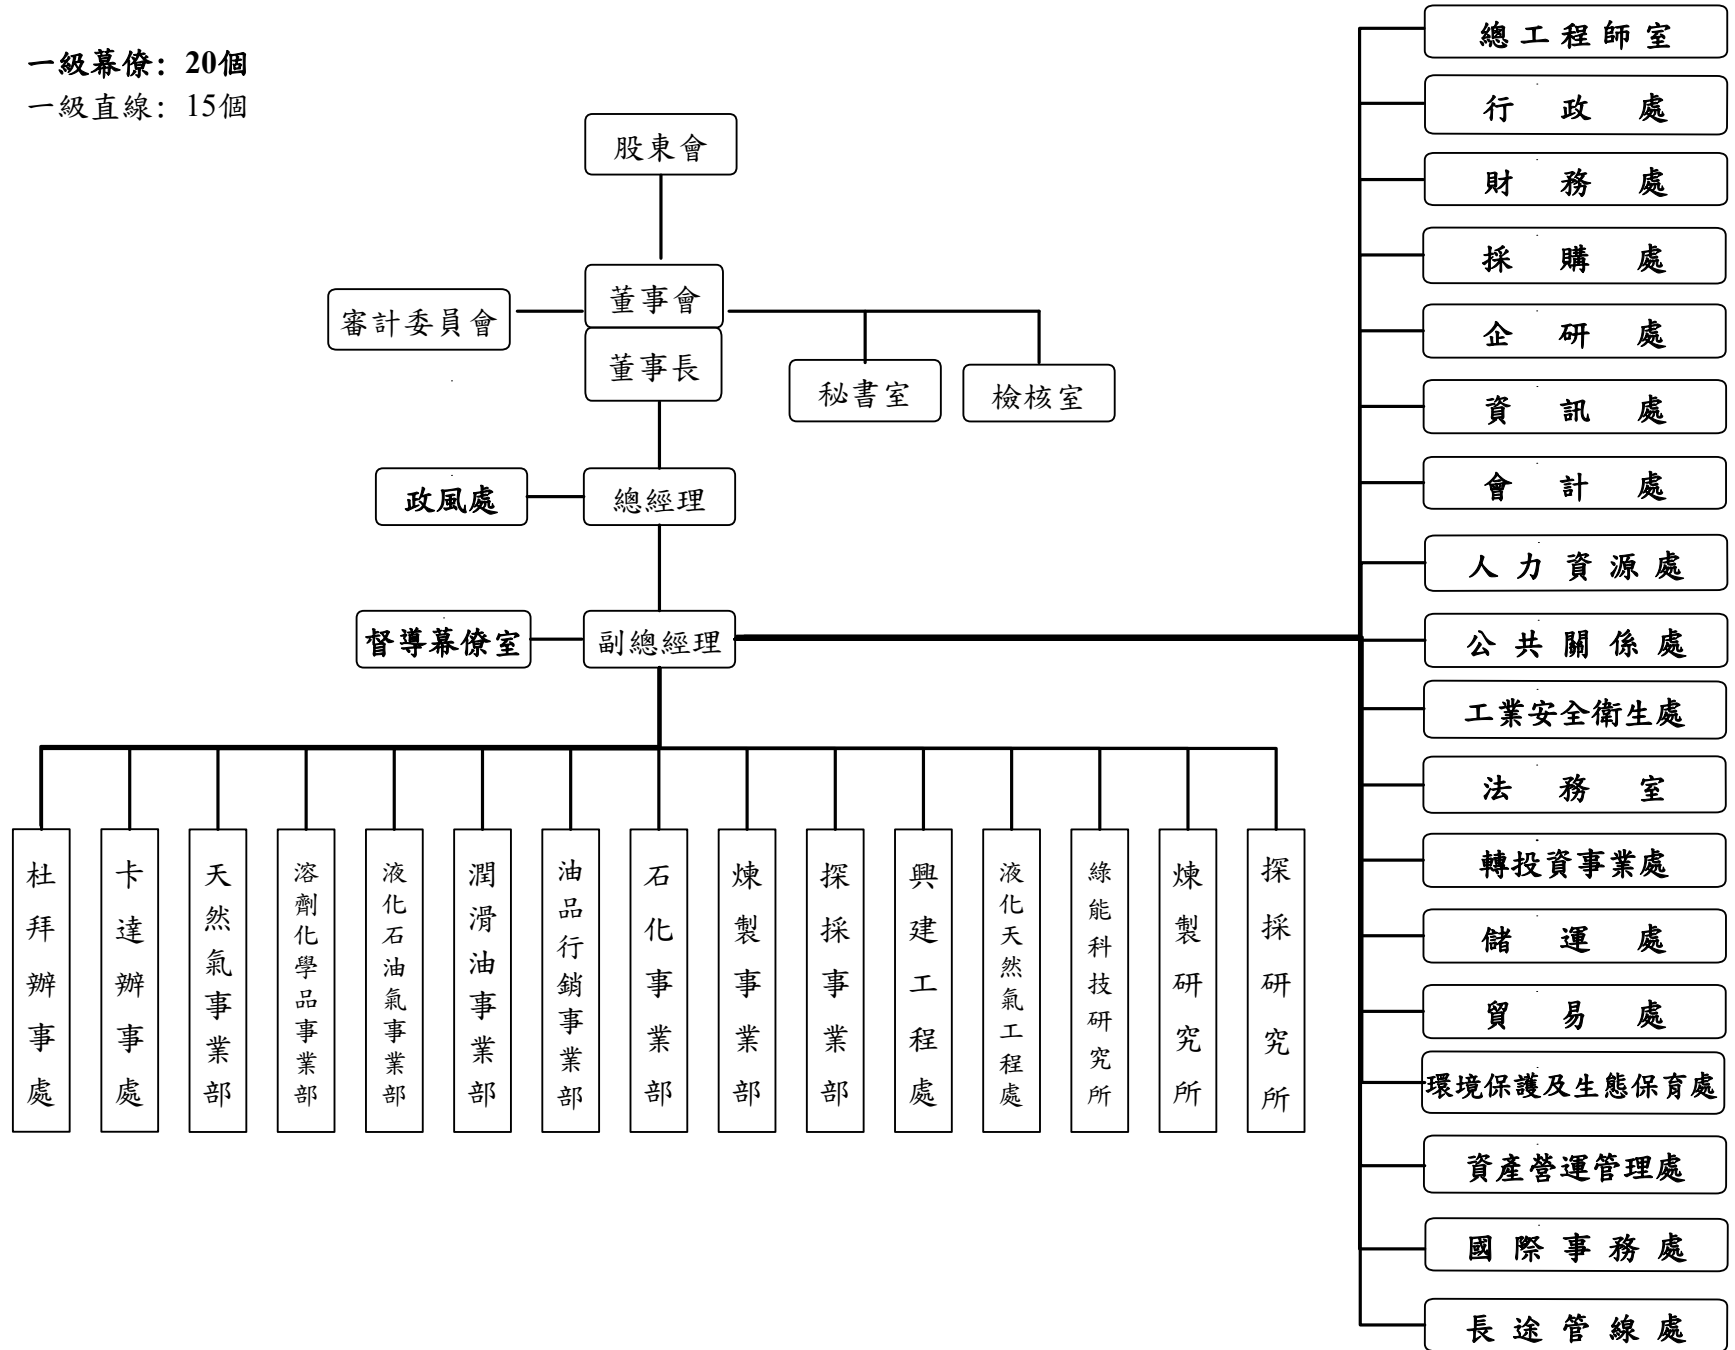 一級幕僚：20個
一級直線：15個
股東會
董事會
審計委員會
董事長
秘書室
檢核室
政風處
總經理
督導幕僚室
副總經理
杜拜辦事處
卡達辦事處
天然氣事業部
溶劑化學品事業部
液化石油氣事業部
潤滑油事業部
油品行銷事業部
石化事業部
煉製事業部
探採事業部
興建工程處
液化天然氣工程處
綠能科技研究所
煉製研究所
探採研究所
總工程師室
行政處
財務處
採購處
企研處
資訊處
會計處
人力資源處
公共關係處
工業安全衛生處
法務室
轉投資事業處
儲運處
貿易處
環境保護及生態保育處
資產營運管理處
國際事務處
長途管線處